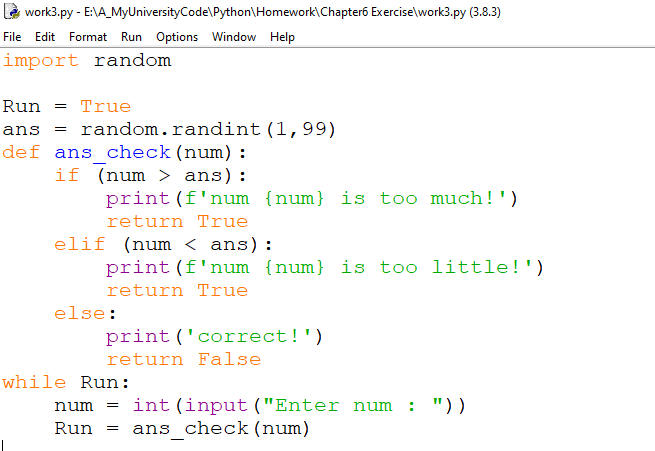 work3.py - E:\A_MyUniversityCode\Python\Homework\Chapter6 Exercise\work3.py (3.8.3)
File Edit Format Run Options Window Help
import random

Run = True
ans = random.randint(1,99)
def ans_check(num):
    if (num > ans):
        print(f'num {num} is too much!')
        return True
    elif (num < ans):
        print(f'num {num} is too little!')
        return True
    else:
        print('correct!')
        return False
while Run:
    num = int(input("Enter num : "))
    Run = ans_check(num)